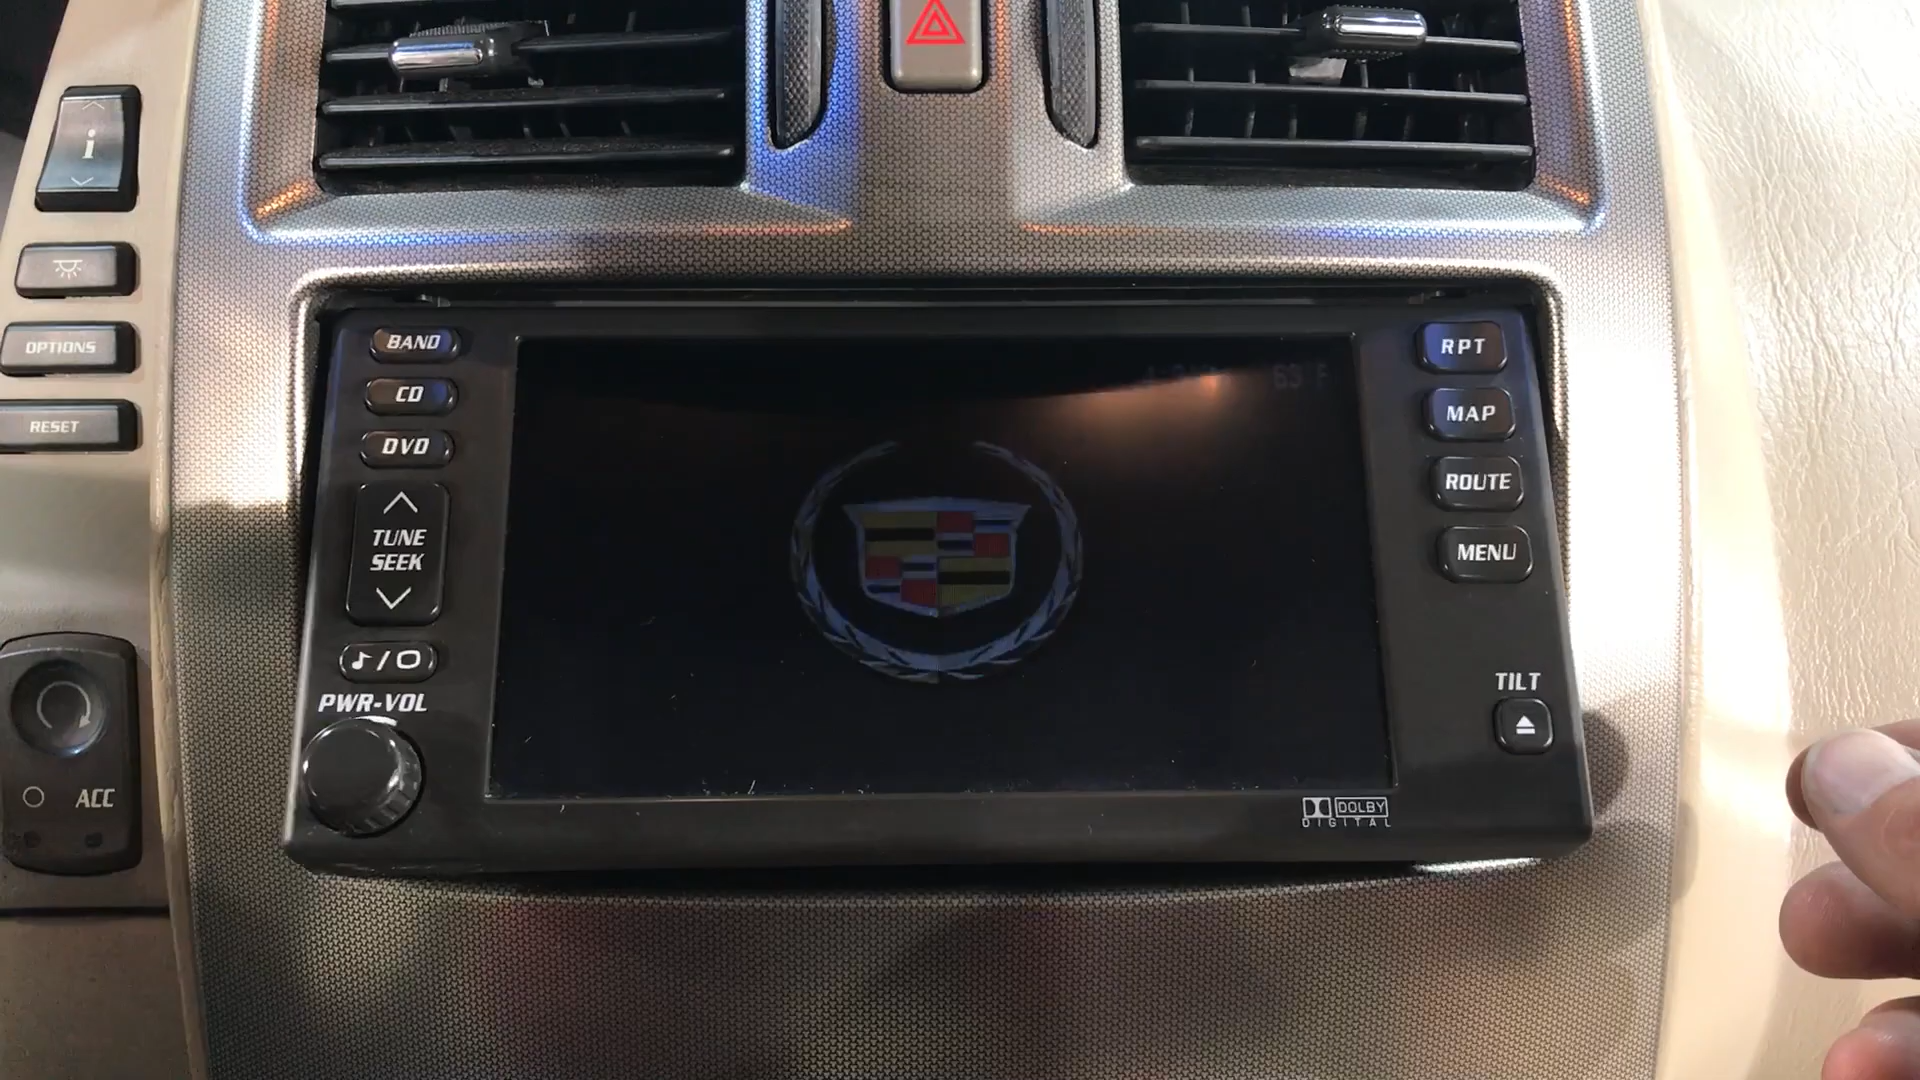 i
OPTIONS
RESET
ACC
BAND
CD
DVD
TUNE
SEEK
PWR-VOL
RPT
MAP
ROUTE
MENU
TILT
DOLBY
DIGITAL